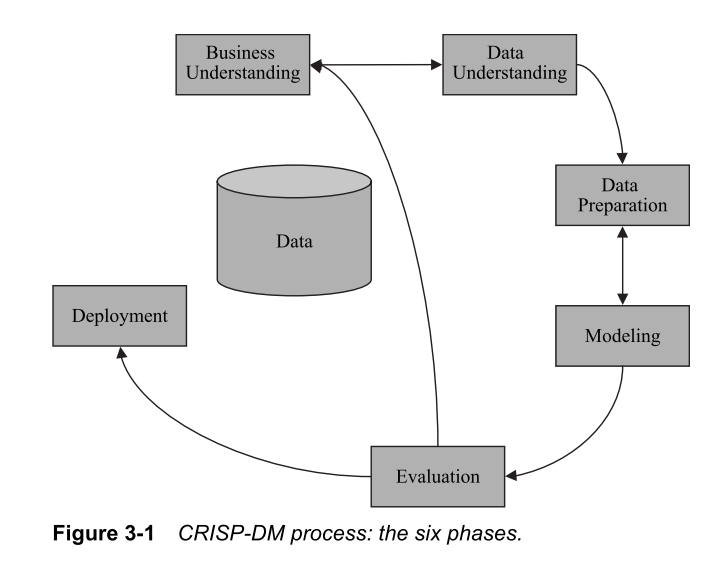 Business
Understanding
Data
Understanding
Data
Preparation
Data
Deployment
Modeling
Evaluation
Figure 3-1 CRISP-DM process: the six phases.